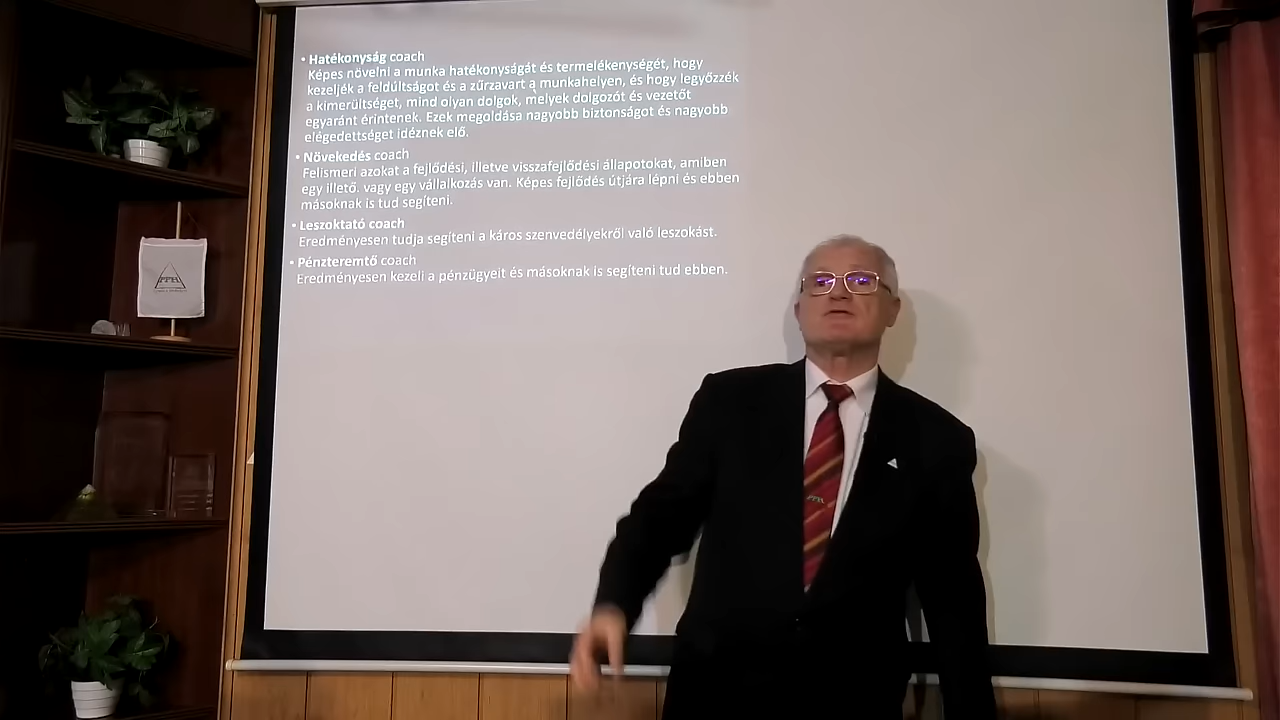 • Hatékonyság coach
Képes növelni a munka hatékonyságát és termelékenységét, hogy
kezeljék a feldúltságot és a zűrzavart a munkahelyen, és hogy legyőzzék
a kimerültséget, mind olyan dolgok, melyek dolgozót és vezetőt
egyaránt érintenek. Ezek megoldása nagyobb biztonságot és nagyobb
elégedettséget idéznek elő.
• Növekedés coach
Felismeri azokat a fejlődési, illetve visszafejlődési állapotokat, amiben
egy illető. vagy egy vállalkozás van. Képes fejlődés útjára lépni és ebben
másoknak is tud segíteni.
• Leszoktató coach
Eredményesen tudja segíteni a káros szenvedélyekről való leszokást.
• Pénzteremtő coach
Eredményesen kezeli a pénzügyeit és másoknak is segíteni tud ebben.